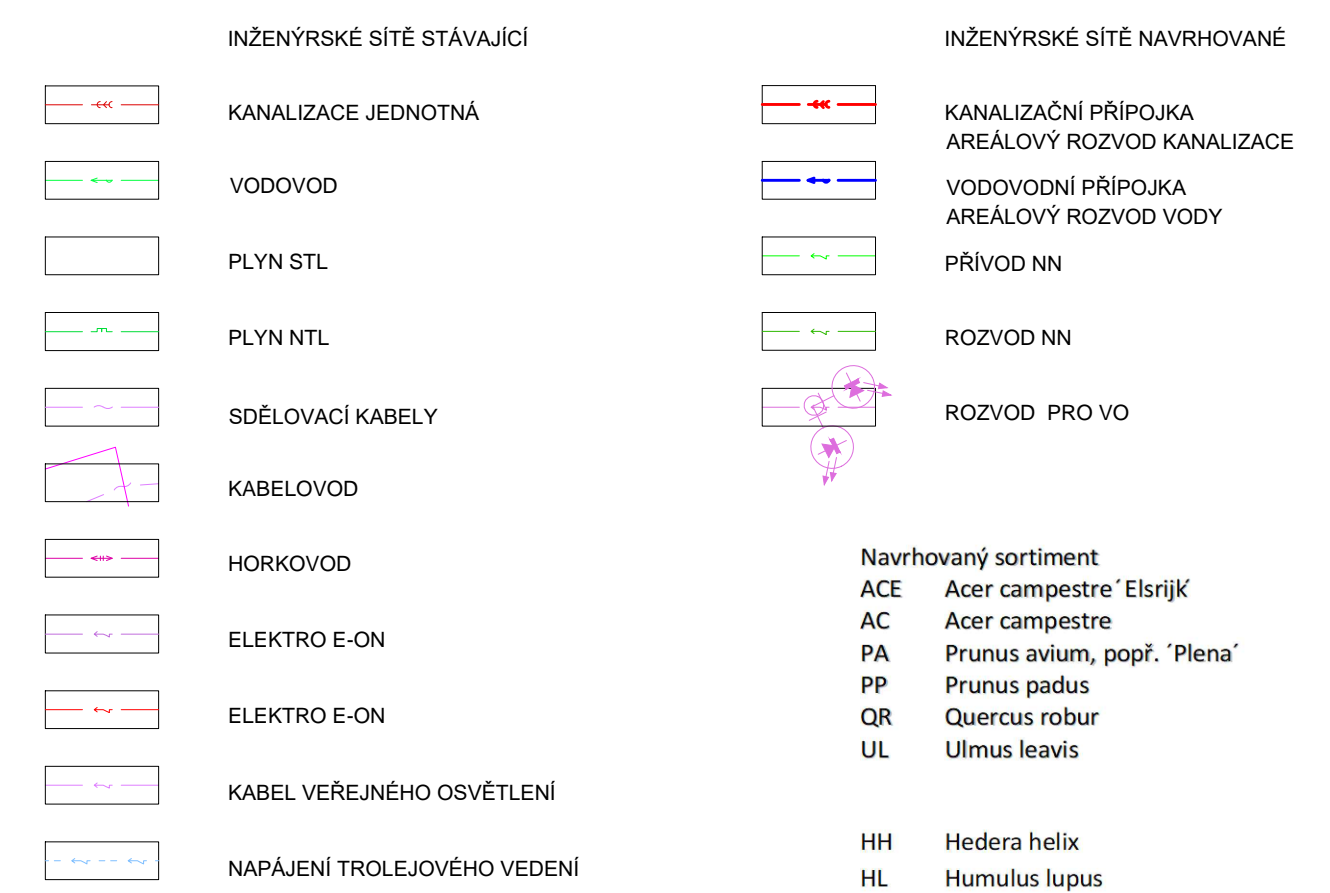 INŽENÝRSKÉ SÍTĚ STÁVAJÍCÍ
KANALIZACE JEDNOTNÁ
VODOVOD
PLYN STL
PLYN NTL
SDĚLOVACÍ KABELY
KABELOVOD
HORKOVOD
ELEKTRO E-ON
ELEKTRO E-ON
KABEL VEŘEJNÉHO OSVĚTLENÍ
NAPÁJENÍ TROLEJOVÉHO VEDENÍ
INŽENÝRSKÉ SÍTĚ NAVRHOVANÉ
KANALIZAČNÍ PŘÍPOJKA
AREÁLOVÝ ROZVOD KANALIZACE
VODOVODNÍ PŘÍPOJKA
AREÁLOVÝ ROZVOD VODY
PŘÍVOD NN
ROZVOD NN
ROZVOD PRO VO
Navrhovaný sortiment
ACE Acer campestre´Elsrijk´
AC Acer campestre
PA Prunus avium, popř. ´Plena´
PP Prunus padus
QR Quercus robur
UL Ulmus leavis
HH Hedera helix
HL Humulus lupus